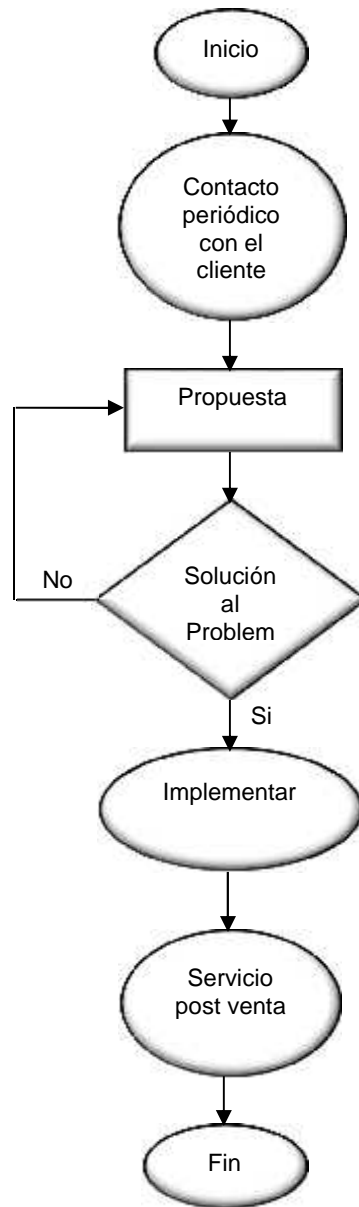 Inicio
Contacto
periódico
con el
cliente
Propuesta
No
Solución
al
Problem
Si
Implementar
Servicio
post venta
Fin